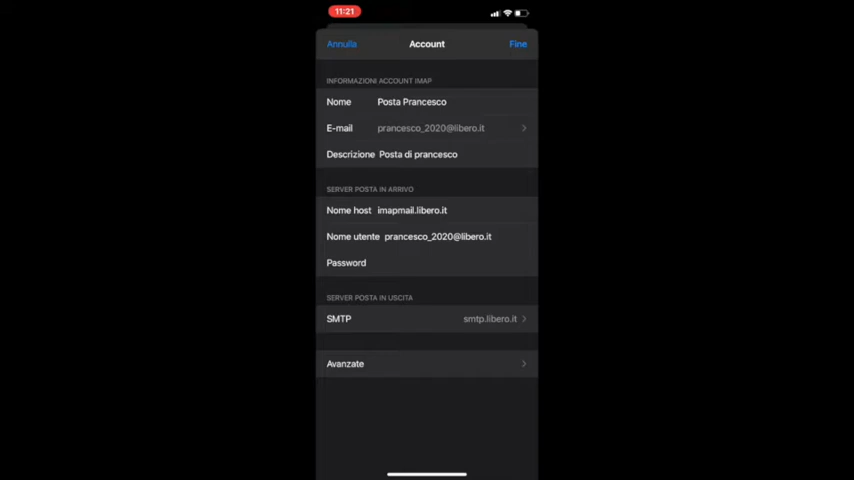 11:21
Annulla Account Fine
INFORMAZIONI ACCOUNT IMAP
Nome Posta Prancesco
E-mail prancesco_2020@libero.it
Descrizione Posta di prancesco
SERVER POSTA IN ARRIVO
Nome host imapmail.libero.it
Nome utente prancesco_2020@libero.it
Password
SERVER POSTA IN USCITA
SMTP smtp.libero.it
Avanzate